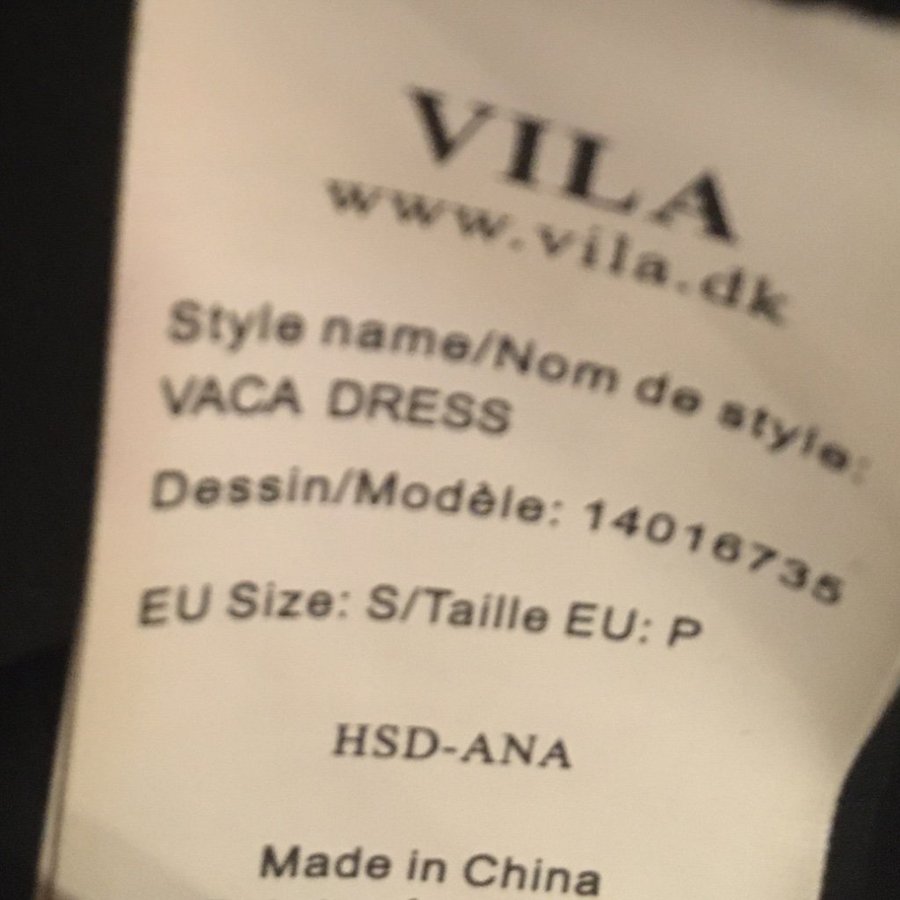 VILA
www.vila.dk
Style name/Nom de style:
VACA DRESS
Dessin/Modèle: 14016735
EU Size: S/Taille EU: P
HSD-ANA
Made in China